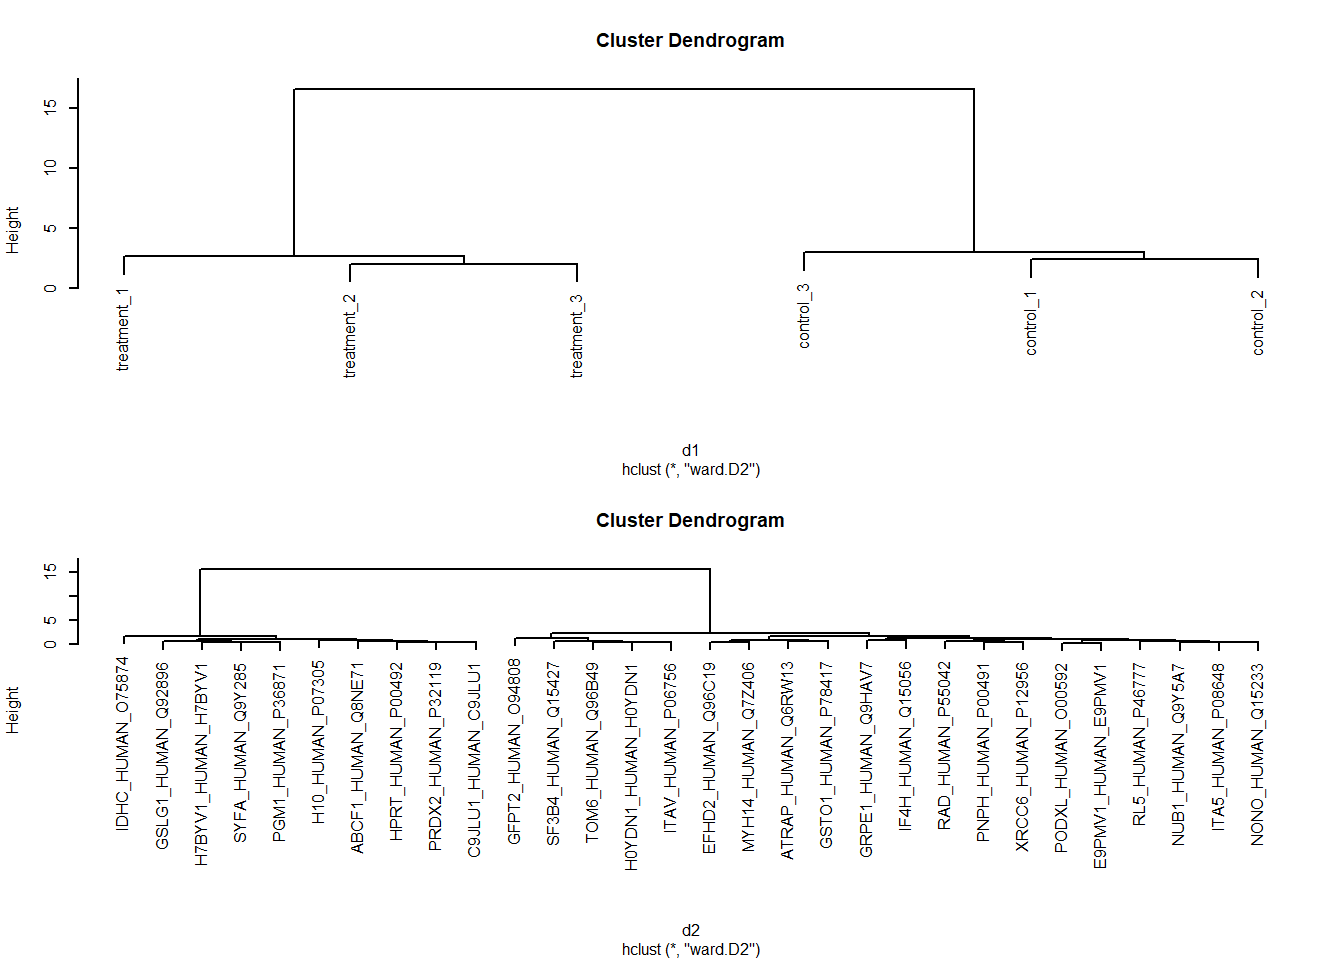 Cluster Dendrogram
Height
15
10
5
0
treatment_1
treatment_2
treatment_3
control_3
control_1
control_2
d1
hclust (*, "ward.D2")
Cluster Dendrogram
Height
15
5
0
IDHC_HUMAN_O75874
GSLG1_HUMAN_Q92896
H7BYV1_HUMAN_H7BYV1
SYFA_HUMAN_Q9Y285
PGM1_HUMAN_P36871
H10_HUMAN_P07305
ABCF1_HUMAN_Q8NE71
HPRT_HUMAN_P00492
PRDX2_HUMAN_P32119
C9JLU1_HUMAN_C9JLU1
GFPT2_HUMAN_O94808
SF3B4_HUMAN_Q15427
TOM6_HUMAN_Q96B49
H0YDN1_HUMAN_H0YDN1
ITAV_HUMAN_P06756
EFHD2_HUMAN_Q96C19
MYH14_HUMAN_Q7Z406
ATRAP_HUMAN_Q6RW13
GSTO1_HUMAN_P78417
GRPE1_HUMAN_Q9HAV7
IF4H_HUMAN_Q15056
RAD_HUMAN_P55042
PNPH_HUMAN_P00491
XRCC6_HUMAN_P12956
PODXL_HUMAN_O00592
E9PMV1_HUMAN_E9PMV1
RL5_HUMAN_P46777
NUB1_HUMAN_Q9Y5A7
ITA5_HUMAN_P08648
NONO_HUMAN_Q15233
d2
hclust (*, "ward.D2")